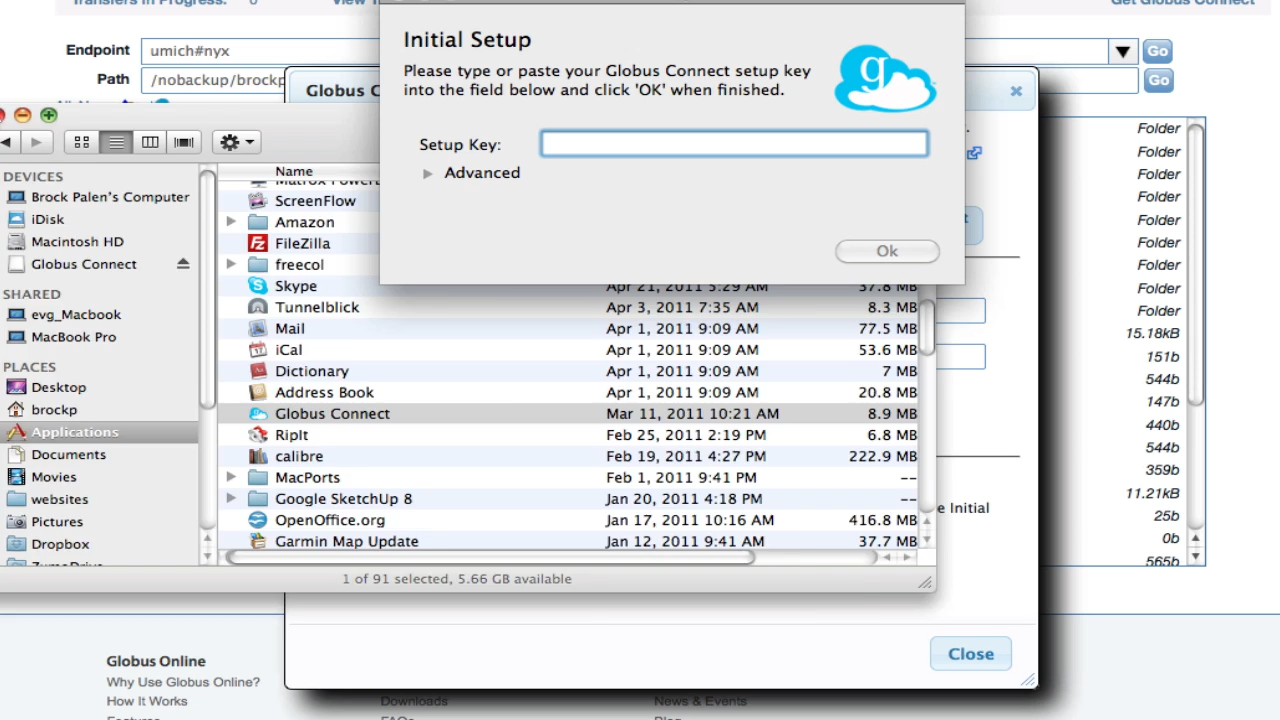 Transfers in Progress: 0
Get Globus Connect
Endpoint umich#nyx
Go
Path /nobackup/brockp
Go
Globus C
Initial Setup
Please type or paste your Globus Connect setup key
into the field below and click 'OK' when finished.
g
Setup Key:
Advanced
Ok
Name
DEVICES
Brock Palen's Computer
iDisk
Macintosh HD
Globus Connect
SHARED
evg_Macbook
MacBook Pro
PLACES
Desktop
brockp
Applications
Documents
Movies
websites
Pictures
Dropbox
ScreenFlow
Amazon
FileZilla
freecol
Skype Apr 21, 2011 5:29 AM 37.8 MB
Tunnelblick Apr 3, 2011 7:35 AM 8.3 MB
Mail Apr 1, 2011 9:09 AM 77.5 MB
iCal Apr 1, 2011 9:09 AM 53.6 MB
Dictionary Apr 1, 2011 9:09 AM 7 MB
Address Book Apr 1, 2011 9:09 AM 20.8 MB
Globus Connect Mar 11, 2011 10:21 AM 8.9 MB
RipIt Feb 25, 2011 2:19 PM 6.8 MB
calibre Feb 19, 2011 4:27 PM 222.9 MB
MacPorts Feb 1, 2011 9:41 PM --
Google SketchUp 8 Jan 20, 2011 4:18 PM --
OpenOffice.org Jan 17, 2011 10:16 AM 416.8 MB
Garmin Map Update Jan 12, 2011 9:41 AM 37.7 MB
1 of 91 selected, 5.66 GB available
e Initial
Close
Folder
Folder
Folder
Folder
Folder
Folder
Folder
Folder
Folder
15.18kB
151b
544b
147b
440b
544b
359b
11.21kB
25b
0b
565b
Globus Online
Why Use Globus Online?
How It Works
Downloads
News & Events